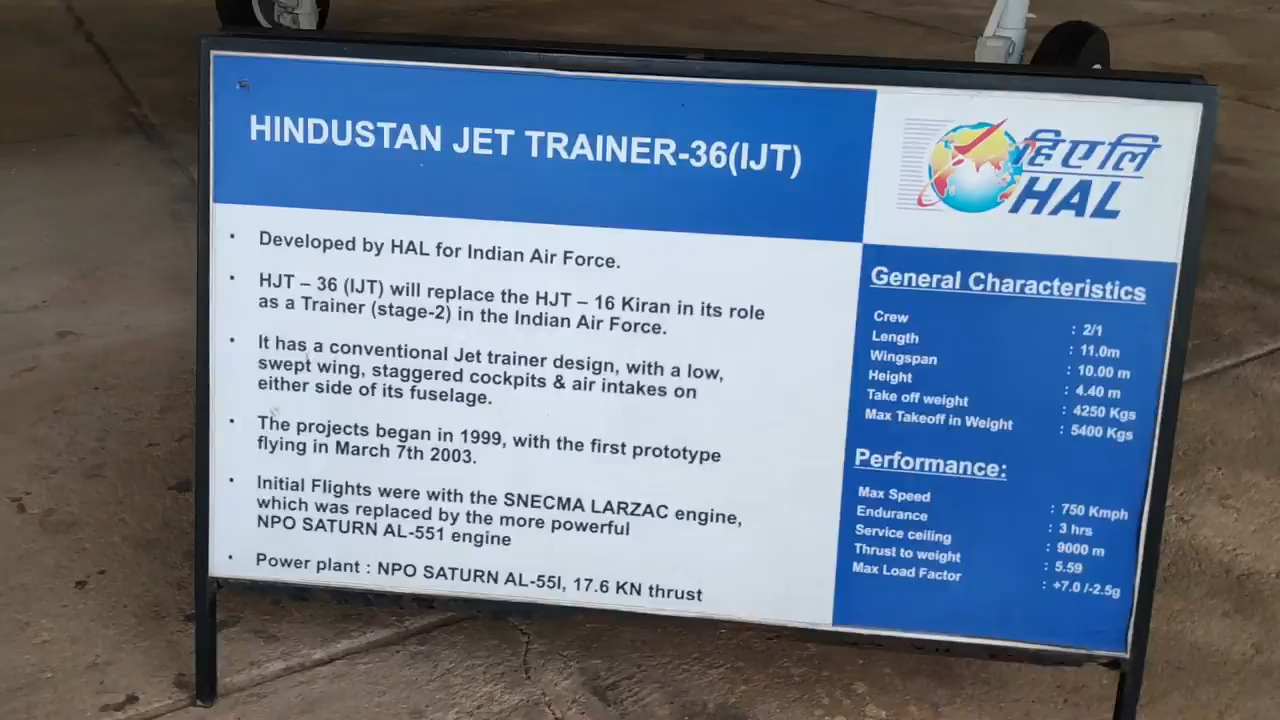 HINDUSTAN JET TRAINER-36(IJT)
हिएलि
HAL
• Developed by HAL for Indian Air Force.
• HJT – 36 (IJT) will replace the HJT – 16 Kiran in its role
as a Trainer (stage-2) in the Indian Air Force.
• It has a conventional Jet trainer design, with a low,
swept wing, staggered cockpits & air intakes on
either side of its fuselage.
• The projects began in 1999, with the first prototype
flying in March 7th 2003.
• Initial Flights were with the SNECMA LARZAC engine,
which was replaced by the more powerful
NPO SATURN AL-551 engine
• Power plant : NPO SATURN AL-55I, 17.6 KN thrust
General Characteristics
Crew : 2/1
Length : 11.0m
Wingspan : 10.00 m
Height : 4.40 m
Take off weight : 4250 Kgs
Max Takeoff in Weight : 5400 Kgs
Performance:
Max Speed : 750 Kmph
Endurance : 3 hrs
Service ceiling : 9000 m
Thrust to weight : 5.59
Max Load Factor : +7.0 /-2.5g